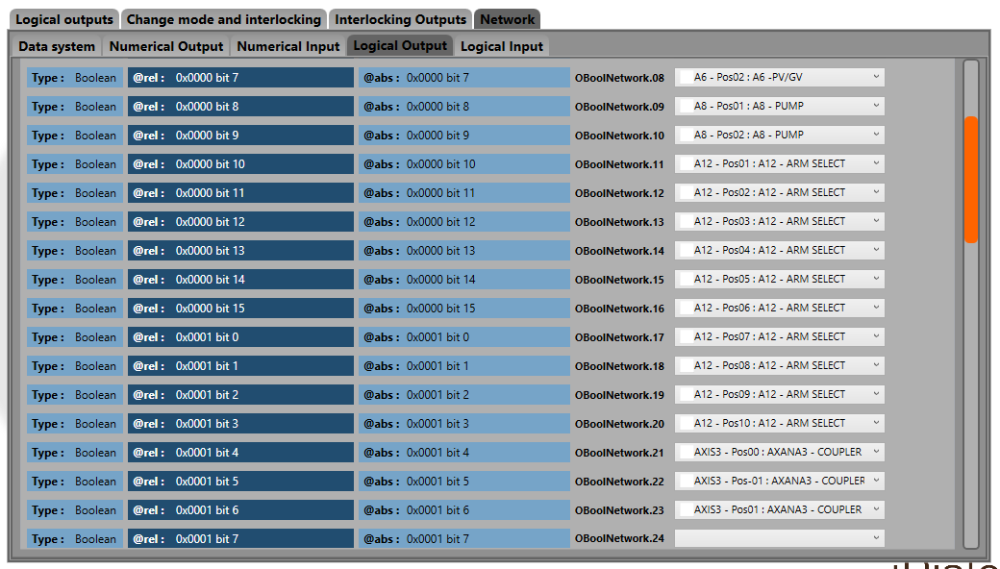 Logical outputs Change mode and interlocking Interlocking Outputs Network
Data system Numerical Output Numerical Input Logical Output Logical Input
Type : Boolean @rel : 0x0000 bit 7 @abs : 0x0000 bit 7 OBoolNetwork.08 A6 - Pos02 : A6 -PV/GV
Type : Boolean @rel : 0x0000 bit 8 @abs : 0x0000 bit 8 OBoolNetwork.09 A8 - Pos01 : A8 - PUMP
Type : Boolean @rel : 0x0000 bit 9 @abs : 0x0000 bit 9 OBoolNetwork.10 A8 - Pos02 : A8 - PUMP
Type : Boolean @rel : 0x0000 bit 10 @abs : 0x0000 bit 10 OBoolNetwork.11 A12 - Pos01 : A12 - ARM SELECT
Type : Boolean @rel : 0x0000 bit 11 @abs : 0x0000 bit 11 OBoolNetwork.12 A12 - Pos02 : A12 - ARM SELECT
Type : Boolean @rel : 0x0000 bit 12 @abs : 0x0000 bit 12 OBoolNetwork.13 A12 - Pos03 : A12 - ARM SELECT
Type : Boolean @rel : 0x0000 bit 13 @abs : 0x0000 bit 13 OBoolNetwork.14 A12 - Pos04 : A12 - ARM SELECT
Type : Boolean @rel : 0x0000 bit 14 @abs : 0x0000 bit 14 OBoolNetwork.15 A12 - Pos05 : A12 - ARM SELECT
Type : Boolean @rel : 0x0000 bit 15 @abs : 0x0000 bit 15 OBoolNetwork.16 A12 - Pos06 : A12 - ARM SELECT
Type : Boolean @rel : 0x0001 bit 0 @abs : 0x0001 bit 0 OBoolNetwork.17 A12 - Pos07 : A12 - ARM SELECT
Type : Boolean @rel : 0x0001 bit 1 @abs : 0x0001 bit 1 OBoolNetwork.18 A12 - Pos08 : A12 - ARM SELECT
Type : Boolean @rel : 0x0001 bit 2 @abs : 0x0001 bit 2 OBoolNetwork.19 A12 - Pos09 : A12 - ARM SELECT
Type : Boolean @rel : 0x0001 bit 3 @abs : 0x0001 bit 3 OBoolNetwork.20 A12 - Pos10 : A12 - ARM SELECT
Type : Boolean @rel : 0x0001 bit 4 @abs : 0x0001 bit 4 OBoolNetwork.21 AXIS3 - Pos00 : AXANA3 - COUPLER
Type : Boolean @rel : 0x0001 bit 5 @abs : 0x0001 bit 5 OBoolNetwork.22 AXIS3 - Pos-01 : AXANA3 - COUPLER
Type : Boolean @rel : 0x0001 bit 6 @abs : 0x0001 bit 6 OBoolNetwork.23 AXIS3 - Pos01 : AXANA3 - COUPLER
Type : Boolean @rel : 0x0001 bit 7 @abs : 0x0001 bit 7 OBoolNetwork.24